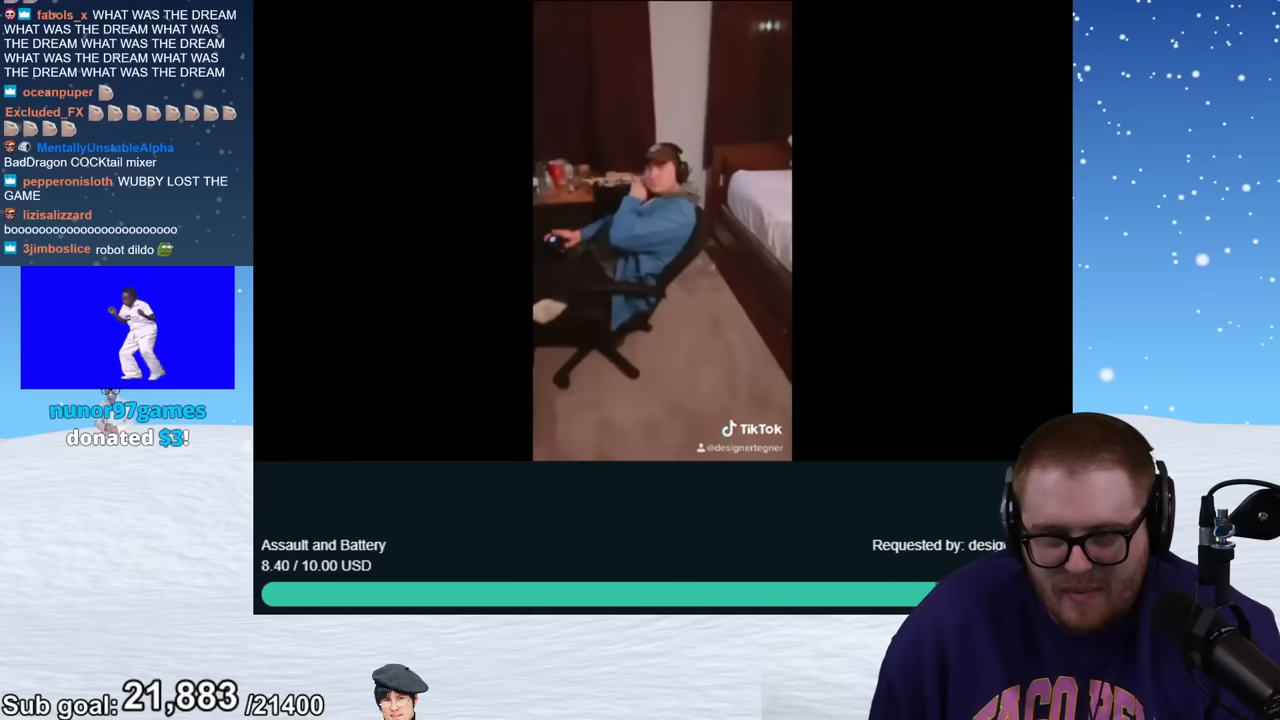 fabols_x WHAT WAS THE DREAM
WHAT WAS THE DREAM WHAT WAS
THE DREAM WHAT WAS THE DREAM
WHAT WAS THE DREAM WHAT WAS
THE DREAM WHAT WAS THE DREAM
oceanpuper
Excluded_FX
MentallyUnstableAlpha
BadDragon COCKtail mixer
pepperonisloth WUBBY LOST THE
GAME
lizisalizzard
booooooooooooooooooooooooo
3jimboslice robot dildo
nunor97games
donated $3!
TikTok
@designertegner
Assault and Battery
Requested by:
8.40 / 10.00 USD
Sub goal: 21,883 /21400
TACO